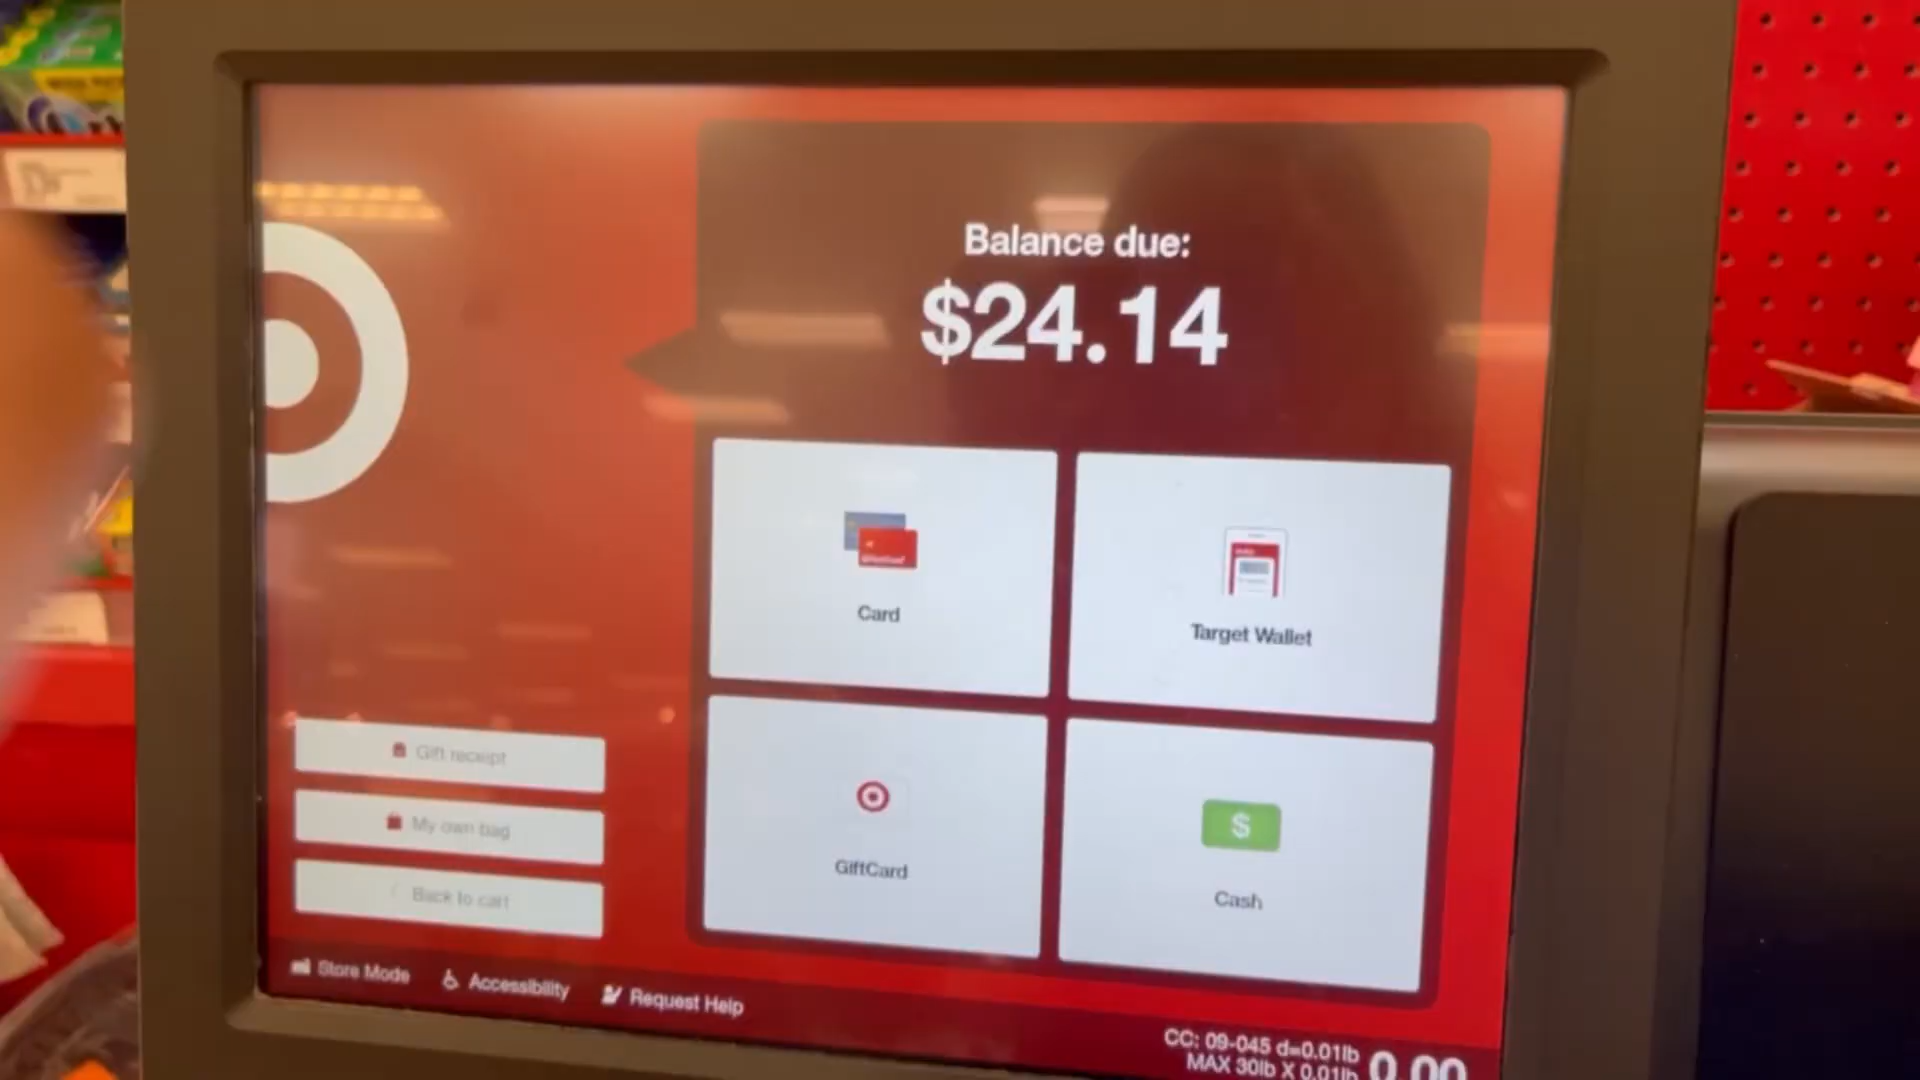 Balance due:
$24.14
Card
Target Wallet
GiftCard
Cash
Gift receipt
My own bag
Back to cart
Store Mode
Accessibility
Request Help
CC: 09-045 d=0.01lb
MAX 30lb X 0.01lb
0.00